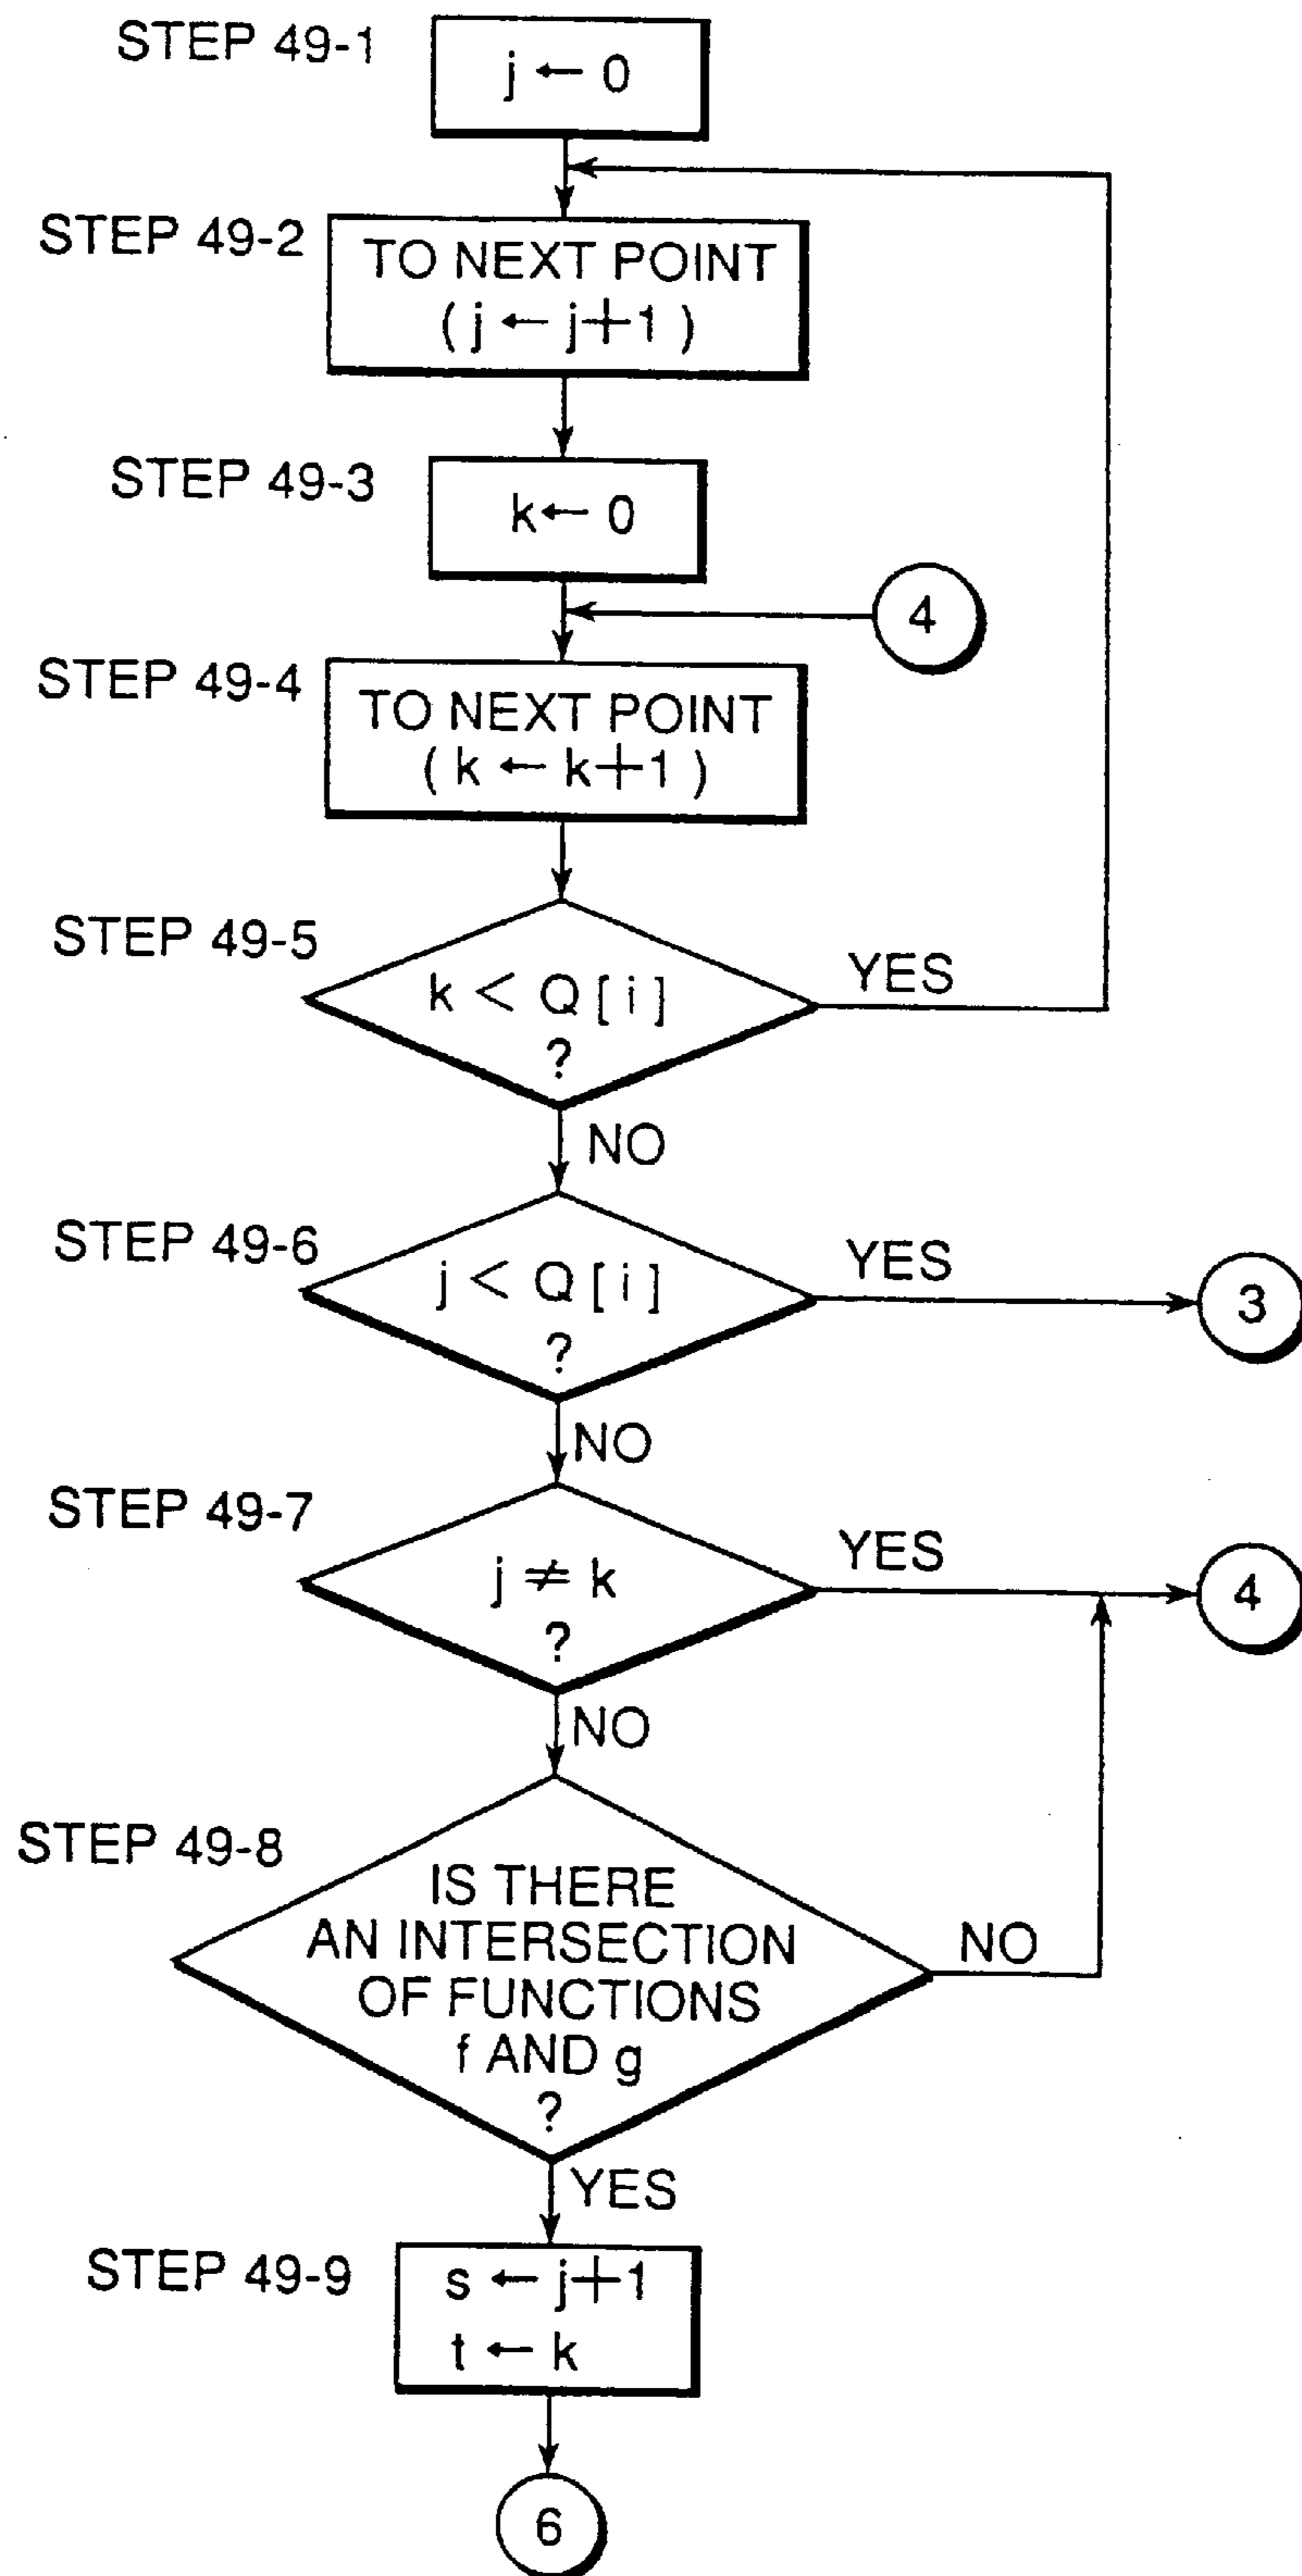 STEP 49-1
j ← 0
STEP 49-2
TO NEXT POINT
( j ← j+1 )
STEP 49-3
k ← 0
4
STEP 49-4
TO NEXT POINT
( k ← k+1 )
STEP 49-5
k < Q [ i ]
?
YES
NO
STEP 49-6
j < Q [ i ]
?
YES
3
NO
STEP 49-7
j ≠ k
?
YES
4
NO
STEP 49-8
IS THERE
AN INTERSECTION
OF FUNCTIONS
f AND g
?
NO
YES
STEP 49-9
s ← j+1
t ← k
6